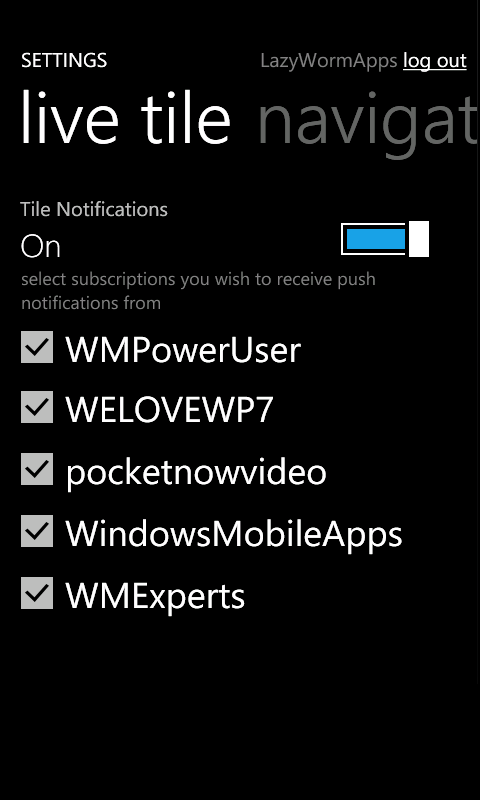 SETTINGS
LazyWormApps log out
live tile navigat
Tile Notifications
On
select subscriptions you wish to receive push
notifications from
WMPowerUser
WELOVEWP7
pocketnowvideo
WindowsMobileApps
WMExperts